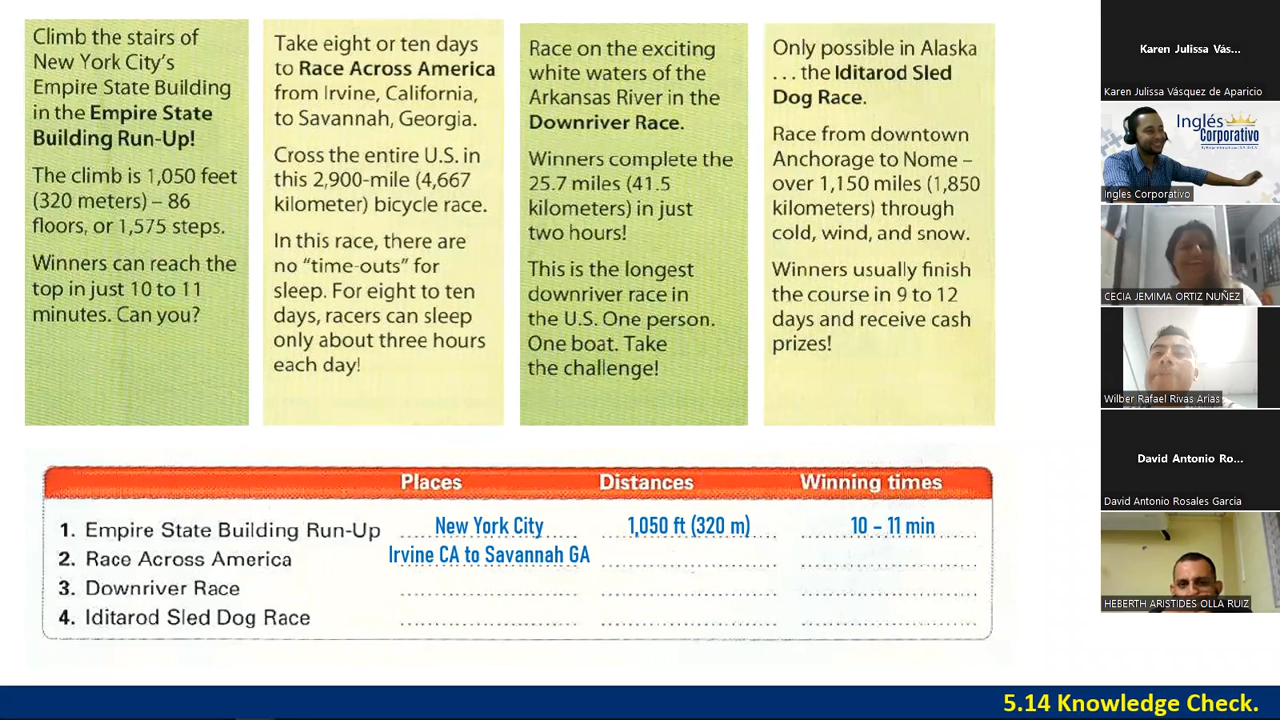 Climb the stairs of
New York City's
Empire State Building
in the Empire State
Building Run-Up!
The climb is 1,050 feet
(320 meters) – 86
floors, or 1,575 steps.
Winners can reach the
top in just 10 to 11
minutes. Can you?
Take eight or ten days
to Race Across America
from Irvine, California,
to Savannah, Georgia.
Cross the entire U.S. in
this 2,900-mile (4,667
kilometer) bicycle race.
In this race, there are
no "time-outs" for
sleep. For eight to ten
days, racers can sleep
only about three hours
each day!
Race on the exciting
white waters of the
Arkansas River in the
Downriver Race.
Winners complete the
25.7 miles (41.5
kilometers) in just
two hours!
This is the longest
downriver race in
the U.S. One person.
One boat. Take
the challenge!
Only possible in Alaska
. . . the Iditarod Sled
Dog Race.
Race from downtown
Anchorage to Nome –
over 1,150 miles (1,850
kilometers) through
cold, wind, and snow.
Winners usually finish
the course in 9 to 12
days and receive cash
prizes!
Places Distances Winning times
1. Empire State Building Run-Up New York City 1,050 ft (320 m) 10 – 11 min
2. Race Across America Irvine CA to Savannah GA
3. Downriver Race
4. Iditarod Sled Dog Race
5.14 Knowledge Check.
Karen Julissa Vás...
Karen Julissa Vásquez de Aparicio
Inglés
Corporativo
Ingles Corporativo
CECIA JEMIMA ORTIZ NUÑEZ
Wilber Rafael Rivas Arias
David Antonio Ro...
David Antonio Rosales Garcia
HEBERTH ARISTIDES OLLA RUIZ